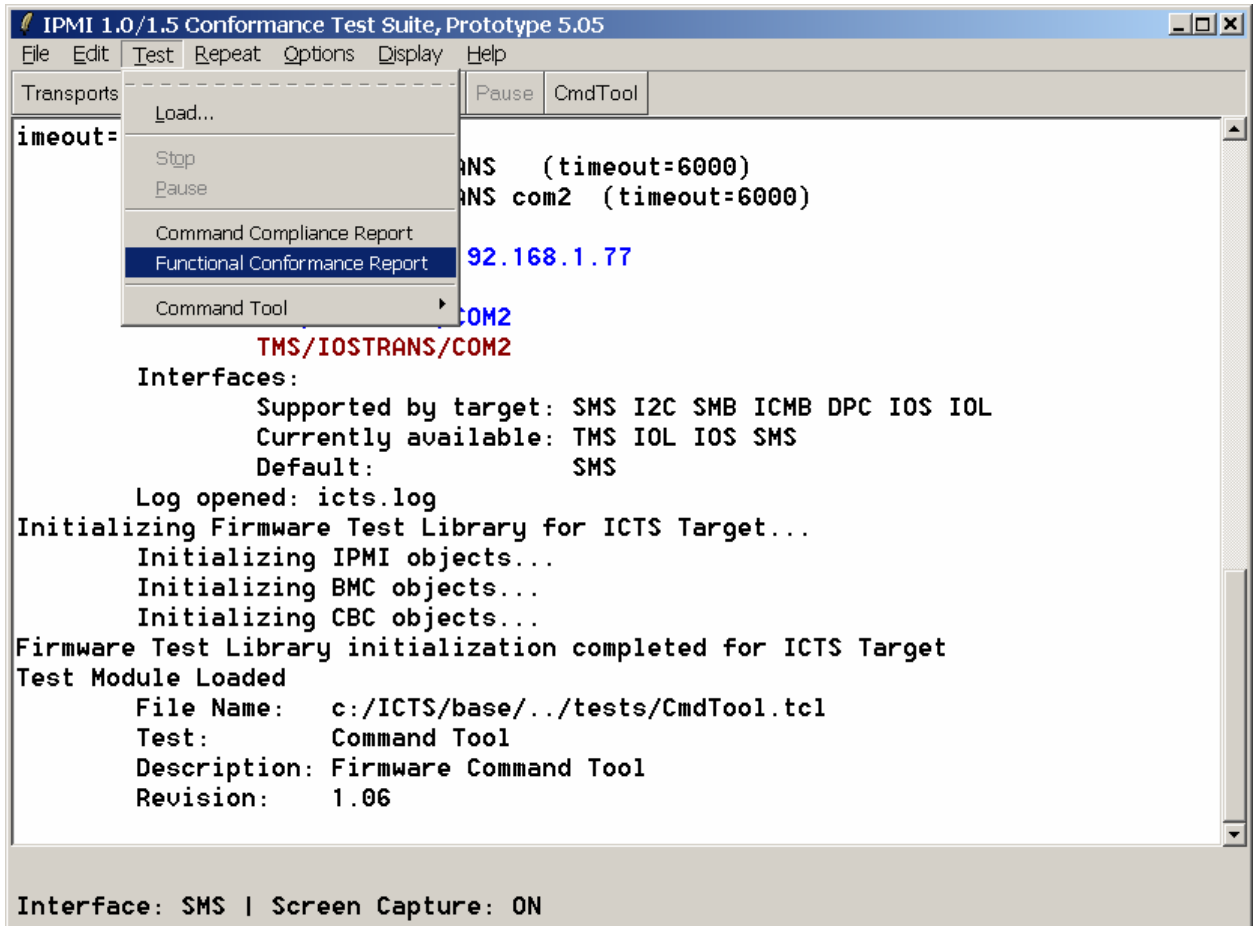 IPMI 1.0/1.5 Conformance Test Suite, Prototype 5.05
File Edit Test Repeat Options Display Help
Transports Pause CmdTool
Load...
Stop
Pause
Command Compliance Report
Functional Conformance Report
Command Tool
imeout=
ANS (timeout=6000)
ANS com2 (timeout=6000)
92.168.1.77
/COM2
TMS/IOSTRANS/COM2
Interfaces:
Supported by target: SMS I2C SMB ICMB DPC IOS IOL
Currently available: TMS IOL IOS SMS
Default: SMS
Log opened: icts.log
Initializing Firmware Test Library for ICTS Target...
Initializing IPMI objects...
Initializing BMC objects...
Initializing CBC objects...
Firmware Test Library initialization completed for ICTS Target
Test Module Loaded
File Name: c:/ICTS/base/../tests/CmdTool.tcl
Test: Command Tool
Description: Firmware Command Tool
Revision: 1.06
Interface: SMS | Screen Capture: ON